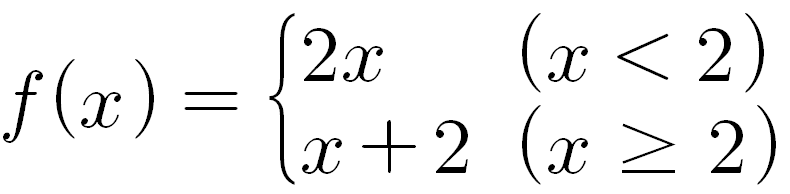 f(x) = { 2x (x < 2)
x + 2 (x ≥ 2)